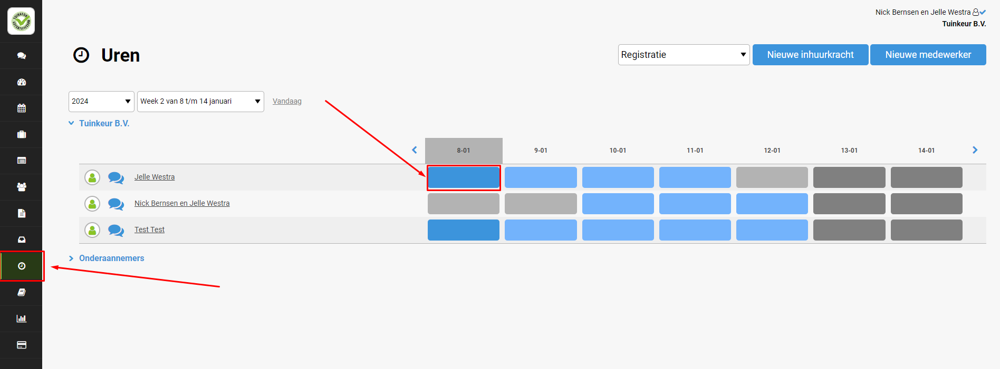 TUINKEUR
GECERTIFICEERD
Nick Bernsen en Jelle Westra
Tuinkeur B.V.
Uren
Registratie
Nieuwe inhuurkracht
Nieuwe medewerker
2024
Week 2 van 8 t/m 14 januari
Vandaag
Tuinkeur B.V.
8-01 9-01 10-01 11-01 12-01 13-01 14-01
Jelle Westra
Nick Bernsen en Jelle Westra
Test Test
Onderaannemers